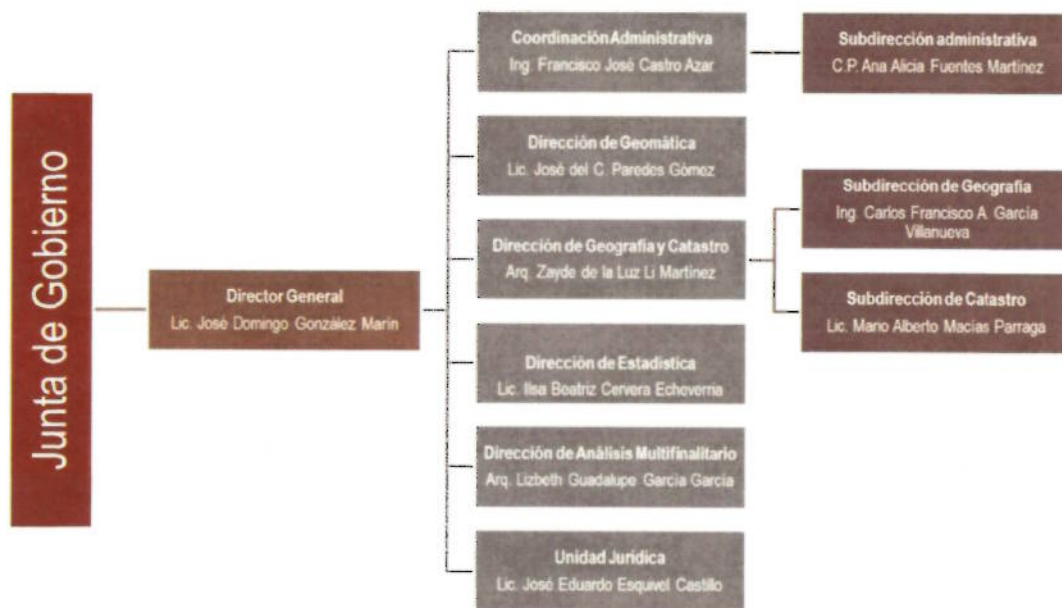 Junta de Gobierno
Director General
Lic. José Domingo González Marín
Coordinación Administrativa
Ing. Francisco José Castro Azar
Dirección de Geomática
Lic. José del C. Paredes Gómez
Dirección de Geografía y Catastro
Arq. Zayde de la Luz Li Martínez
Dirección de Estadística
Lic. Ilsa Beatriz Cervera Echeverria
Dirección de Análisis Multifinalitario
Arq. Lizbeth Guadalupe García García
Unidad Jurídica
Lic. José Eduardo Esquivel Castillo
Subdirección administrativa
C.P. Ana Alicia Fuentes Martínez
Subdirección de Geografía
Ing. Carlos Francisco A. García
Villanueva
Subdirección de Catastro
Lic. Mario Alberto Macias Parraga